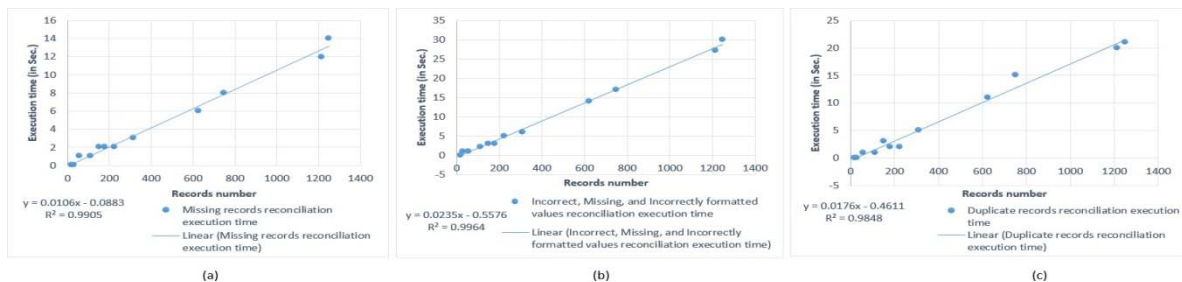 16
14
12
10
8
6
4
2
0
Execution time (in Sec.)
0 200 400 600 800 1000 1200 1400
Records number
y = 0.0106x - 0.0883
R² = 0.9905
Missing records reconciliation
execution time
Linear (Missing records reconciliation
execution time)
(a)
35
30
25
20
15
10
5
0
-5
Execution time (in Sec.)
0 200 400 600 800 1000 1200 1400
Records number
y = 0.0235x - 0.5576
R² = 0.9964
Incorrect, Missing, and Incorrectly formatted
values reconciliation execution time
Linear (Incorrect, Missing, and Incorrectly
formatted values reconciliation execution time)
(b)
25
20
15
10
5
0
-5
Execution time (in Sec.)
0 200 400 600 800 1000 1200 1400
Records number
y = 0.0176x - 0.4611
R² = 0.9848
Duplicate records reconciliation execution
time
Linear (Duplicate records reconciliation
execution time)
(c)